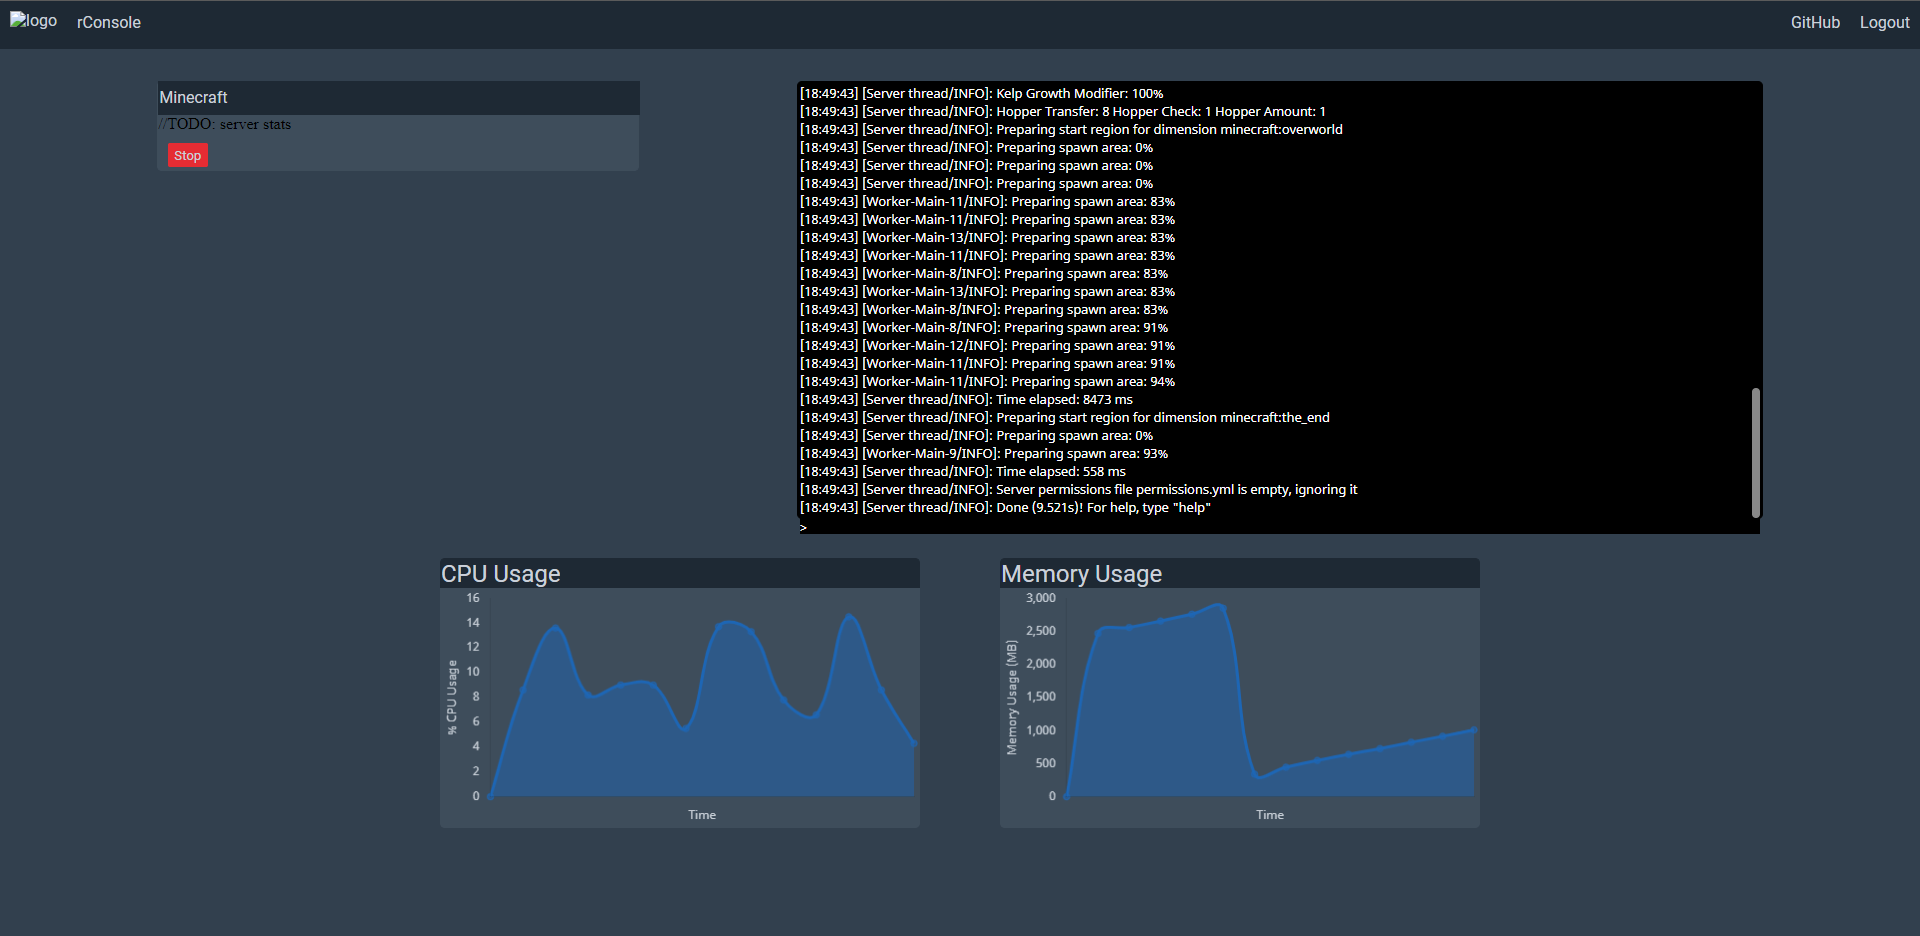 logo rConsole GitHub Logout
Minecraft
//TODO: server stats
Stop
[18:49:43] [Server thread/INFO]: Kelp Growth Modifier: 100%
[18:49:43] [Server thread/INFO]: Hopper Transfer: 8 Hopper Check: 1 Hopper Amount: 1
[18:49:43] [Server thread/INFO]: Preparing start region for dimension minecraft:overworld
[18:49:43] [Server thread/INFO]: Preparing spawn area: 0%
[18:49:43] [Server thread/INFO]: Preparing spawn area: 0%
[18:49:43] [Server thread/INFO]: Preparing spawn area: 0%
[18:49:43] [Worker-Main-11/INFO]: Preparing spawn area: 83%
[18:49:43] [Worker-Main-11/INFO]: Preparing spawn area: 83%
[18:49:43] [Worker-Main-13/INFO]: Preparing spawn area: 83%
[18:49:43] [Worker-Main-11/INFO]: Preparing spawn area: 83%
[18:49:43] [Worker-Main-8/INFO]: Preparing spawn area: 83%
[18:49:43] [Worker-Main-13/INFO]: Preparing spawn area: 83%
[18:49:43] [Worker-Main-8/INFO]: Preparing spawn area: 83%
[18:49:43] [Worker-Main-8/INFO]: Preparing spawn area: 91%
[18:49:43] [Worker-Main-12/INFO]: Preparing spawn area: 91%
[18:49:43] [Worker-Main-11/INFO]: Preparing spawn area: 91%
[18:49:43] [Worker-Main-11/INFO]: Preparing spawn area: 94%
[18:49:43] [Server thread/INFO]: Time elapsed: 8473 ms
[18:49:43] [Server thread/INFO]: Preparing start region for dimension minecraft:the_end
[18:49:43] [Server thread/INFO]: Preparing spawn area: 0%
[18:49:43] [Worker-Main-9/INFO]: Preparing spawn area: 93%
[18:49:43] [Server thread/INFO]: Time elapsed: 558 ms
[18:49:43] [Server thread/INFO]: Server permissions file permissions.yml is empty, ignoring it
[18:49:43] [Server thread/INFO]: Done (9.521s)! For help, type "help"
>
CPU Usage
% CPU Usage
16
14
12
10
8
6
4
2
0
Time
Memory Usage
Memory Usage (MB)
3,000
2,500
2,000
1,500
1,000
500
0
Time